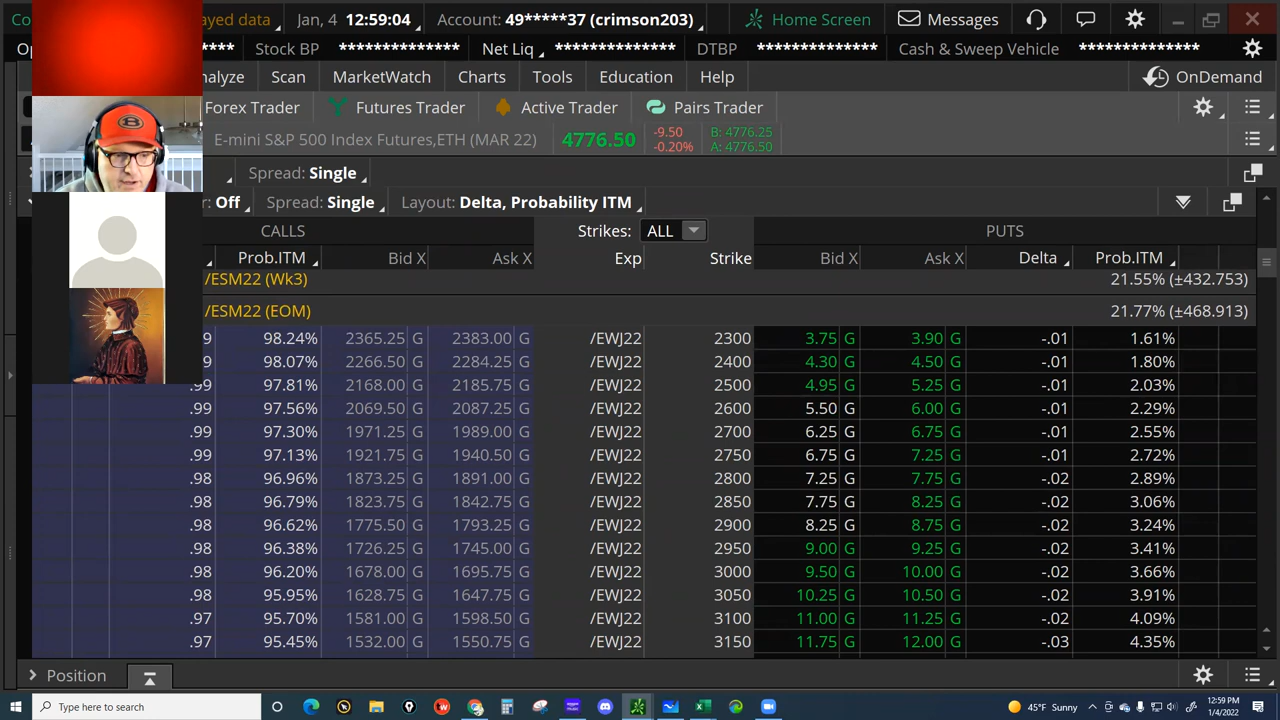 Co ayed data Jan, 4 12:59:04 Account: 49*****37 (crimson203) Home Screen Messages
Op **** Stock BP ************* Net Liq ************* DTBP ************* Cash & Sweep Vehicle *************
nalyze Scan MarketWatch Charts Tools Education Help OnDemand
Forex Trader Futures Trader Active Trader Pairs Trader
E-mini S&P 500 Index Futures,ETH (MAR 22) 4776.50 -9.50 B: 4776.25
-0.20% A: 4776.50
Spread: Single
r: Off Spread: Single Layout: Delta, Probability ITM
CALLS Strikes: ALL PUTS
Prob.ITM Bid X Ask X Exp Strike Bid X Ask X Delta Prob.ITM
/ESM22 (Wk3) 21.55% (±432.753)
/ESM22 (EOM) 21.77% (±468.913)
9 98.24% 2365.25 G 2383.00 G /EWJ22 2300 3.75 G 3.90 G -.01 1.61%
9 98.07% 2266.50 G 2284.25 G /EWJ22 2400 4.30 G 4.50 G -.01 1.80%
.99 97.81% 2168.00 G 2185.75 G /EWJ22 2500 4.95 G 5.25 G -.01 2.03%
.99 97.56% 2069.50 G 2087.25 G /EWJ22 2600 5.50 G 6.00 G -.01 2.29%
.99 97.30% 1971.25 G 1989.00 G /EWJ22 2700 6.25 G 6.75 G -.01 2.55%
.99 97.13% 1921.75 G 1940.50 G /EWJ22 2750 6.75 G 7.25 G -.01 2.72%
.98 96.96% 1873.25 G 1891.00 G /EWJ22 2800 7.25 G 7.75 G -.02 2.89%
.98 96.79% 1823.75 G 1842.75 G /EWJ22 2850 7.75 G 8.25 G -.02 3.06%
.98 96.62% 1775.50 G 1793.25 G /EWJ22 2900 8.25 G 8.75 G -.02 3.24%
.98 96.38% 1726.25 G 1745.00 G /EWJ22 2950 9.00 G 9.25 G -.02 3.41%
.98 96.20% 1678.00 G 1695.75 G /EWJ22 3000 9.50 G 10.00 G -.02 3.66%
.98 95.95% 1628.75 G 1647.75 G /EWJ22 3050 10.25 G 10.50 G -.02 3.91%
.97 95.70% 1581.00 G 1598.50 G /EWJ22 3100 11.00 G 11.25 G -.02 4.09%
.97 95.45% 1532.00 G 1550.75 G /EWJ22 3150 11.75 G 12.00 G -.03 4.35%
Position
Type here to search 45°F Sunny 12:59 PM
1/4/2022